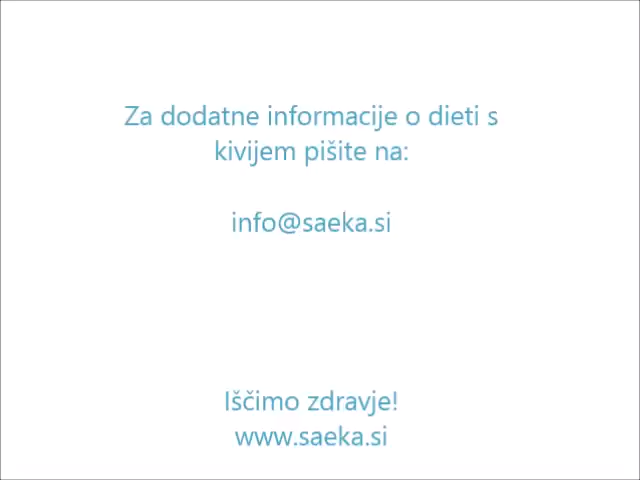 Za dodatne informacije o dieti s
kivijem pišite na:
info@saeka.si
Iščimo zdravje!
www.saeka.si